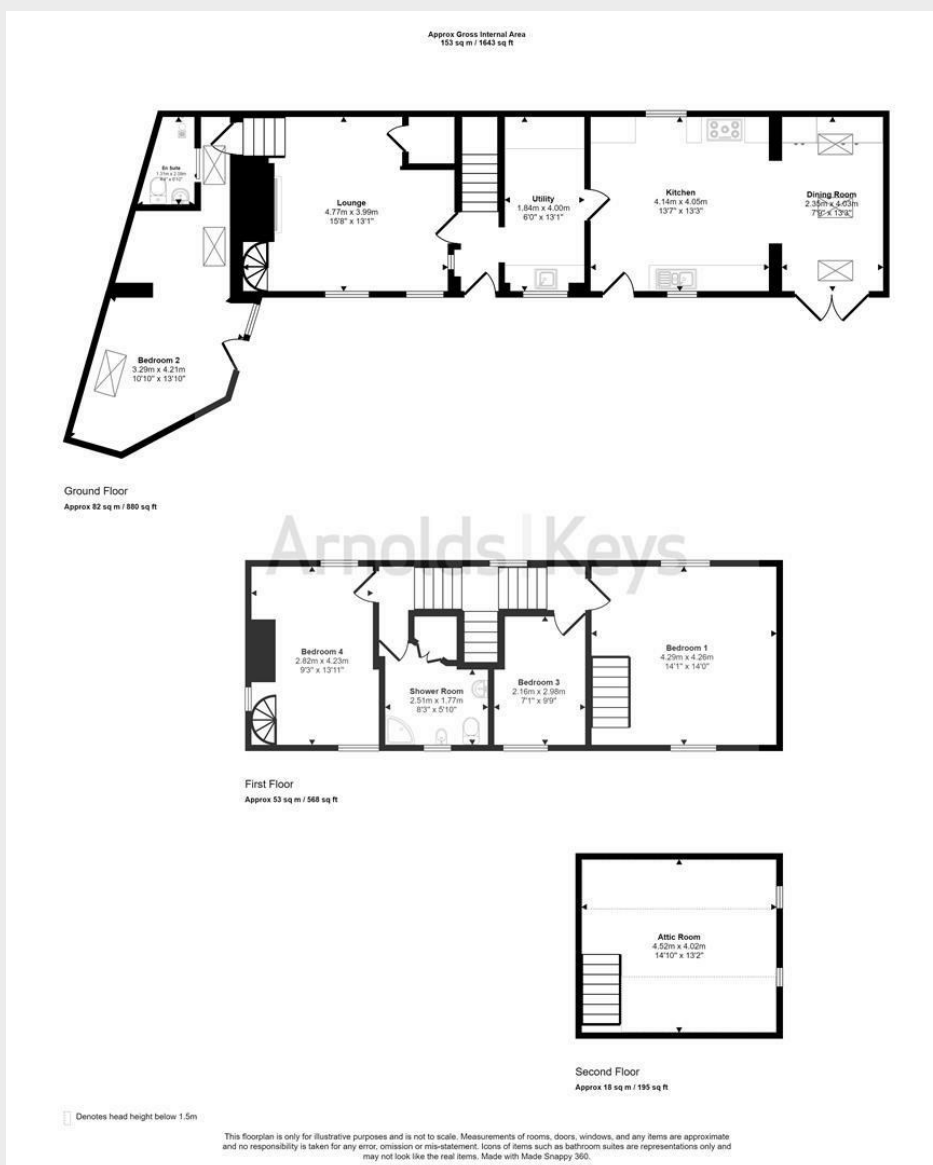 Approx Gross Internal Area
153 sq m / 1643 sq ft
En Suite
Lounge
4.77m x 3.99m
15'8" x 13'1"
Utility
1.84m x 4.00m
6'0" x 13'1"
Kitchen
4.14m x 4.05m
13'7" x 13'3"
Dining Room
2.35m x 4.03m
Bedroom 2
3.29m x 4.21m
10'10" x 13'10"
Ground Floor
Approx 82 sq m / 880 sq ft
Arnolds | Keys
Bedroom 4
2.82m x 4.23m
9'3" x 13'11"
Shower Room
2.51m x 1.77m
8'3" x 5'10"
Bedroom 3
2.16m x 2.98m
7'1" x 9'9"
Bedroom 1
4.29m x 4.26m
14'1" x 14'0"
First Floor
Approx 53 sq m / 568 sq ft
Attic Room
4.52m x 4.02m
14'10" x 13'2"
Second Floor
Approx 18 sq m / 195 sq ft
Denotes head height below 1.5m
This floorplan is only for illustrative purposes and is not to scale. Measurements of rooms, doors, windows, and any items are approximate
and no responsibility is taken for any error, omission or mis-statement. Icons of items such as bathroom suites are representations only and
may not look like the real items. Made with Made Snappy 360.